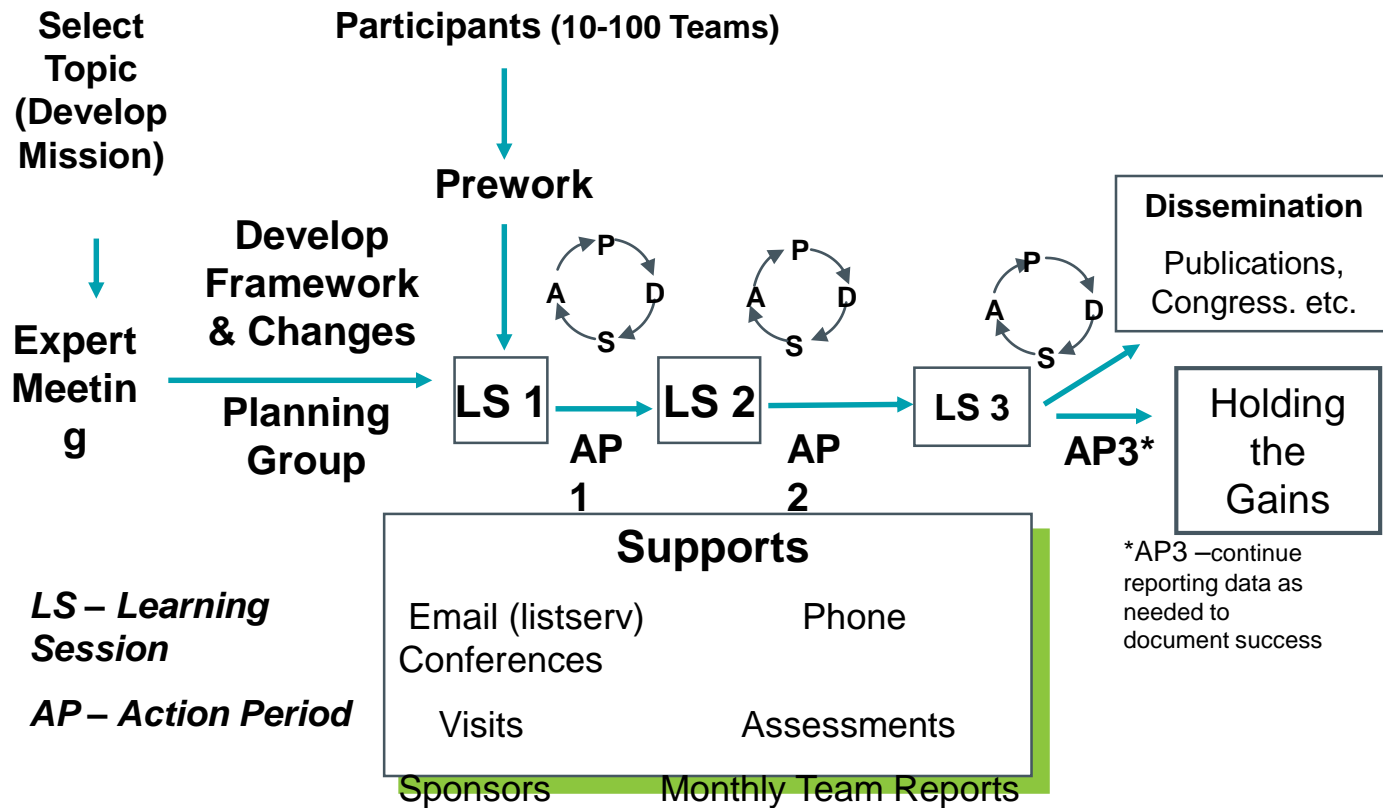 Select
Topic
(Develop
Mission)
Participants (10-100 Teams)
Prework
Develop
Framework
& Changes
Expert
Meetin
g
Planning
Group
P
A
D
S
P
A
D
S
P
A
D
S
LS 1
LS 2
LS 3
AP
1
AP
2
AP3*
Dissemination
Publications,
Congress. etc.
Holding
the
Gains
*AP3 –continue
reporting data as
needed to
document success
Supports
Email (listserv) Phone
Conferences
Visits Assessments
Sponsors Monthly Team Reports
LS – Learning
Session
AP – Action Period